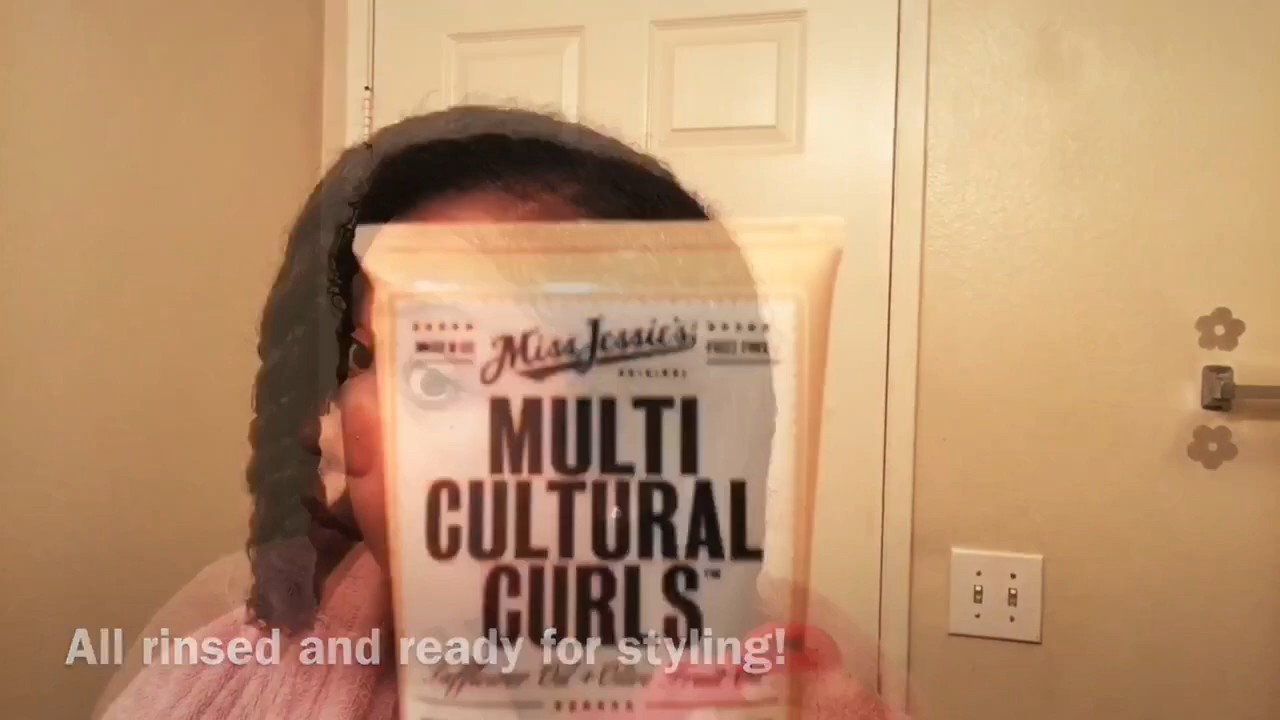 Miss Jessie's
ORIGINAL
MULTI
CULTURAL
CURLS™
All rinsed and ready for styling!